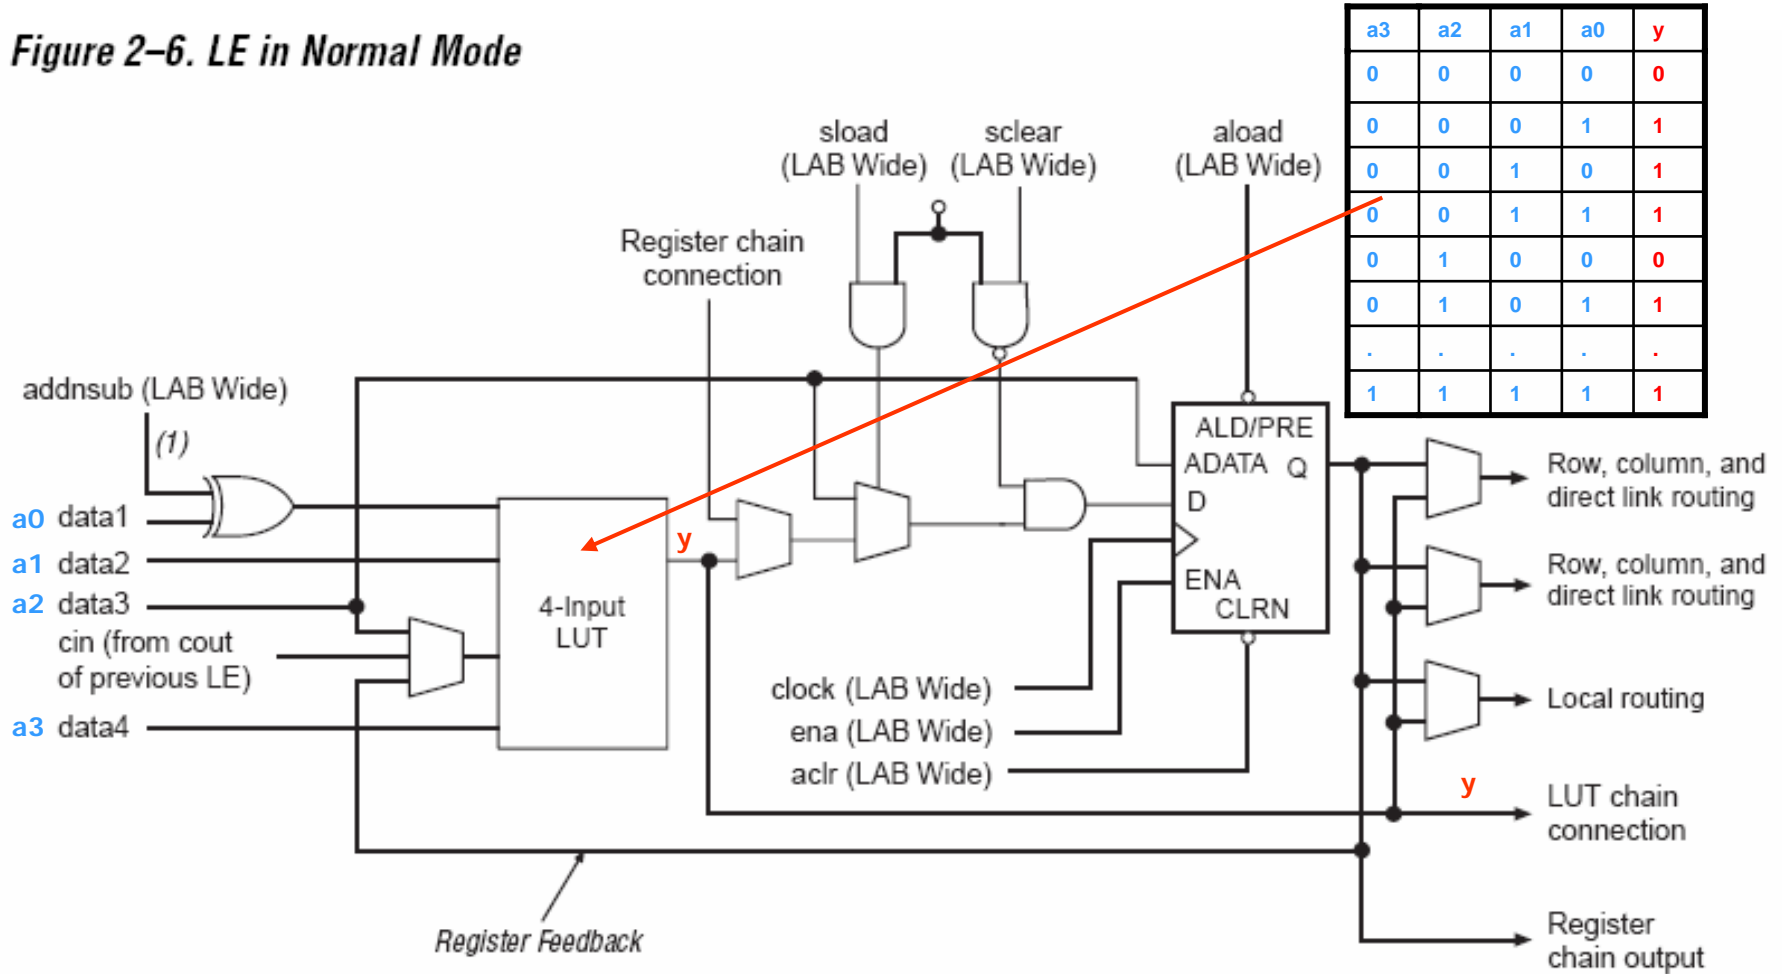 Figure 2–6. LE in Normal Mode
a3 a2 a1 a0 y
0 0 0 0 0
0 0 0 1 1
0 0 1 0 1
0 0 1 1 1
0 1 0 0 0
0 1 0 1 1
. . . . .
1 1 1 1 1
sload
(LAB Wide)
sclear
(LAB Wide)
aload
(LAB Wide)
Register chain
connection
addnsub (LAB Wide)
(1)
a0 data1
a1 data2
a2 data3
cin (from cout
of previous LE)
a3 data4
4-Input
LUT
y
ALD/PRE
ADATA Q
D
ENA
CLRN
clock (LAB Wide)
ena (LAB Wide)
aclr (LAB Wide)
Row, column, and
direct link routing
Row, column, and
direct link routing
Local routing
y
LUT chain
connection
Register Feedback
Register
chain output